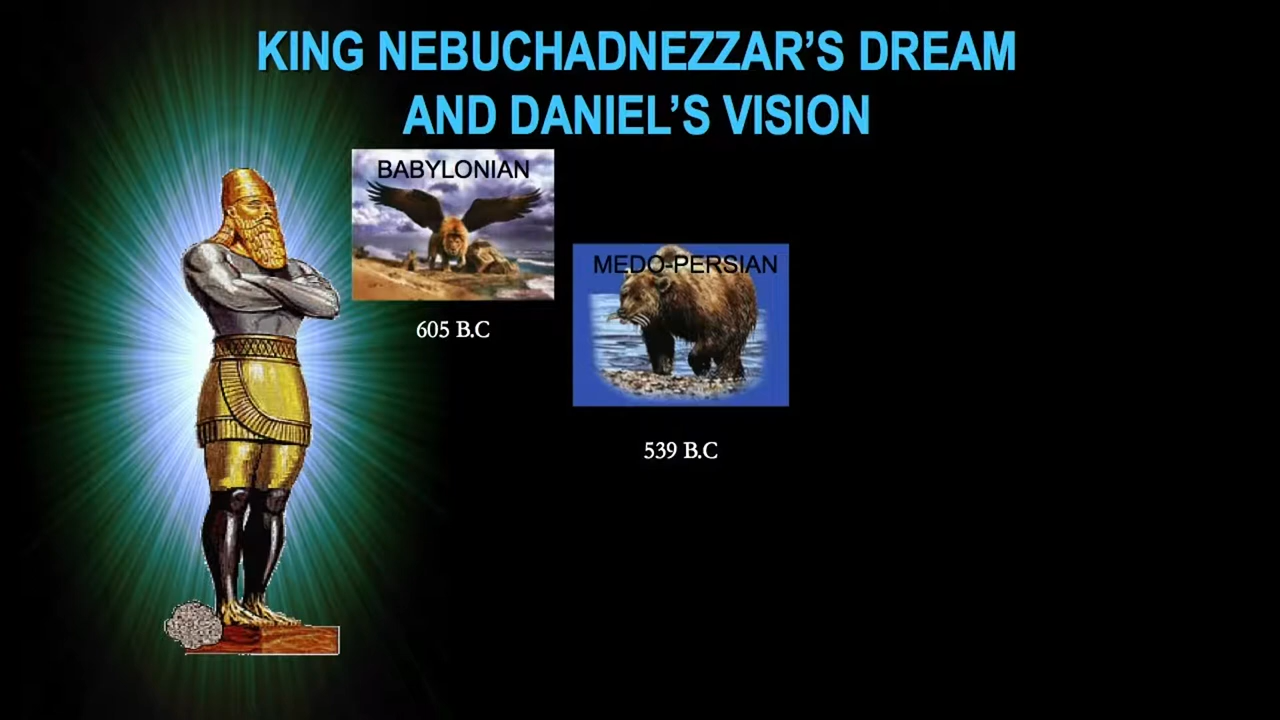 KING NEBUCHADNEZZAR’S DREAM
AND DANIEL’S VISION
BABYLONIAN
605 B.C
MEDO-PERSIAN
539 B.C